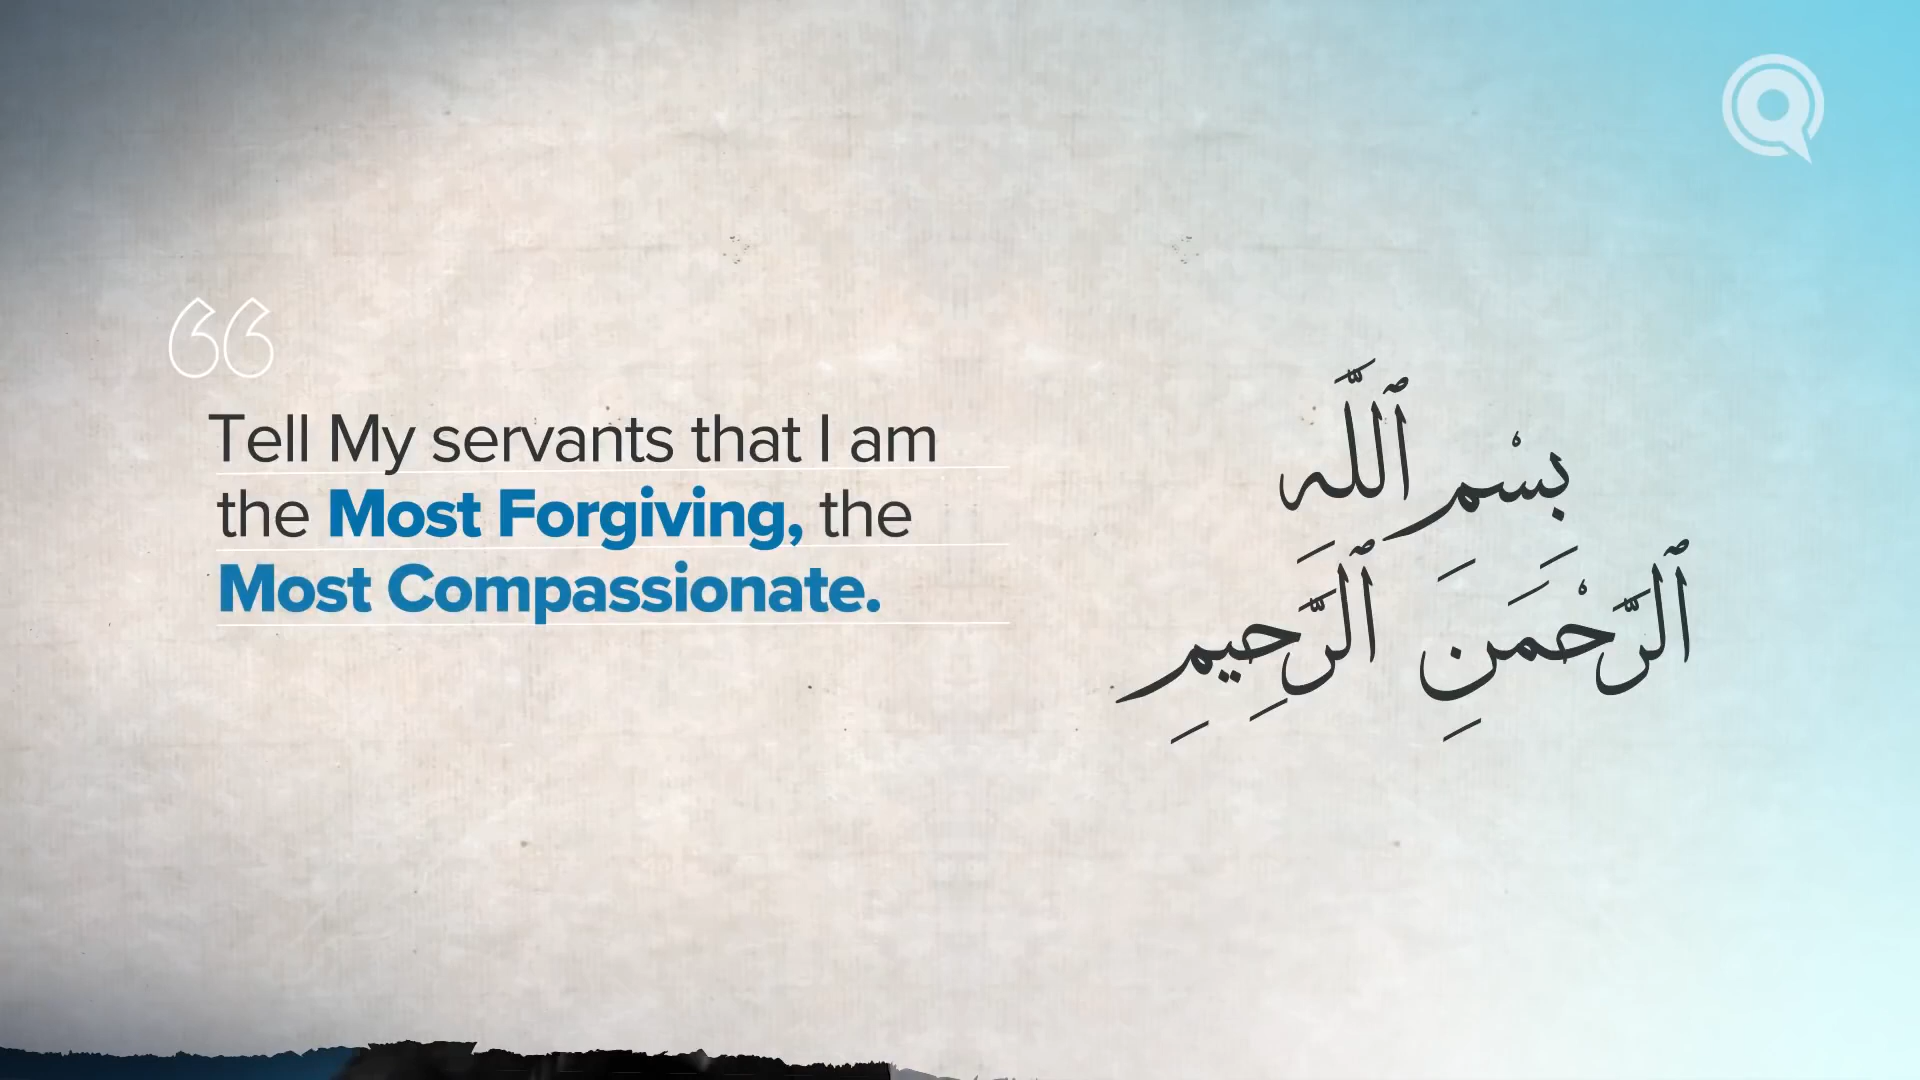 Tell My servants that I am
the Most Forgiving, the
Most Compassionate.
بِسْمِ ٱللَّهِ
ٱلرَّحْمَـٰنِ ٱلرَّحِيمِ